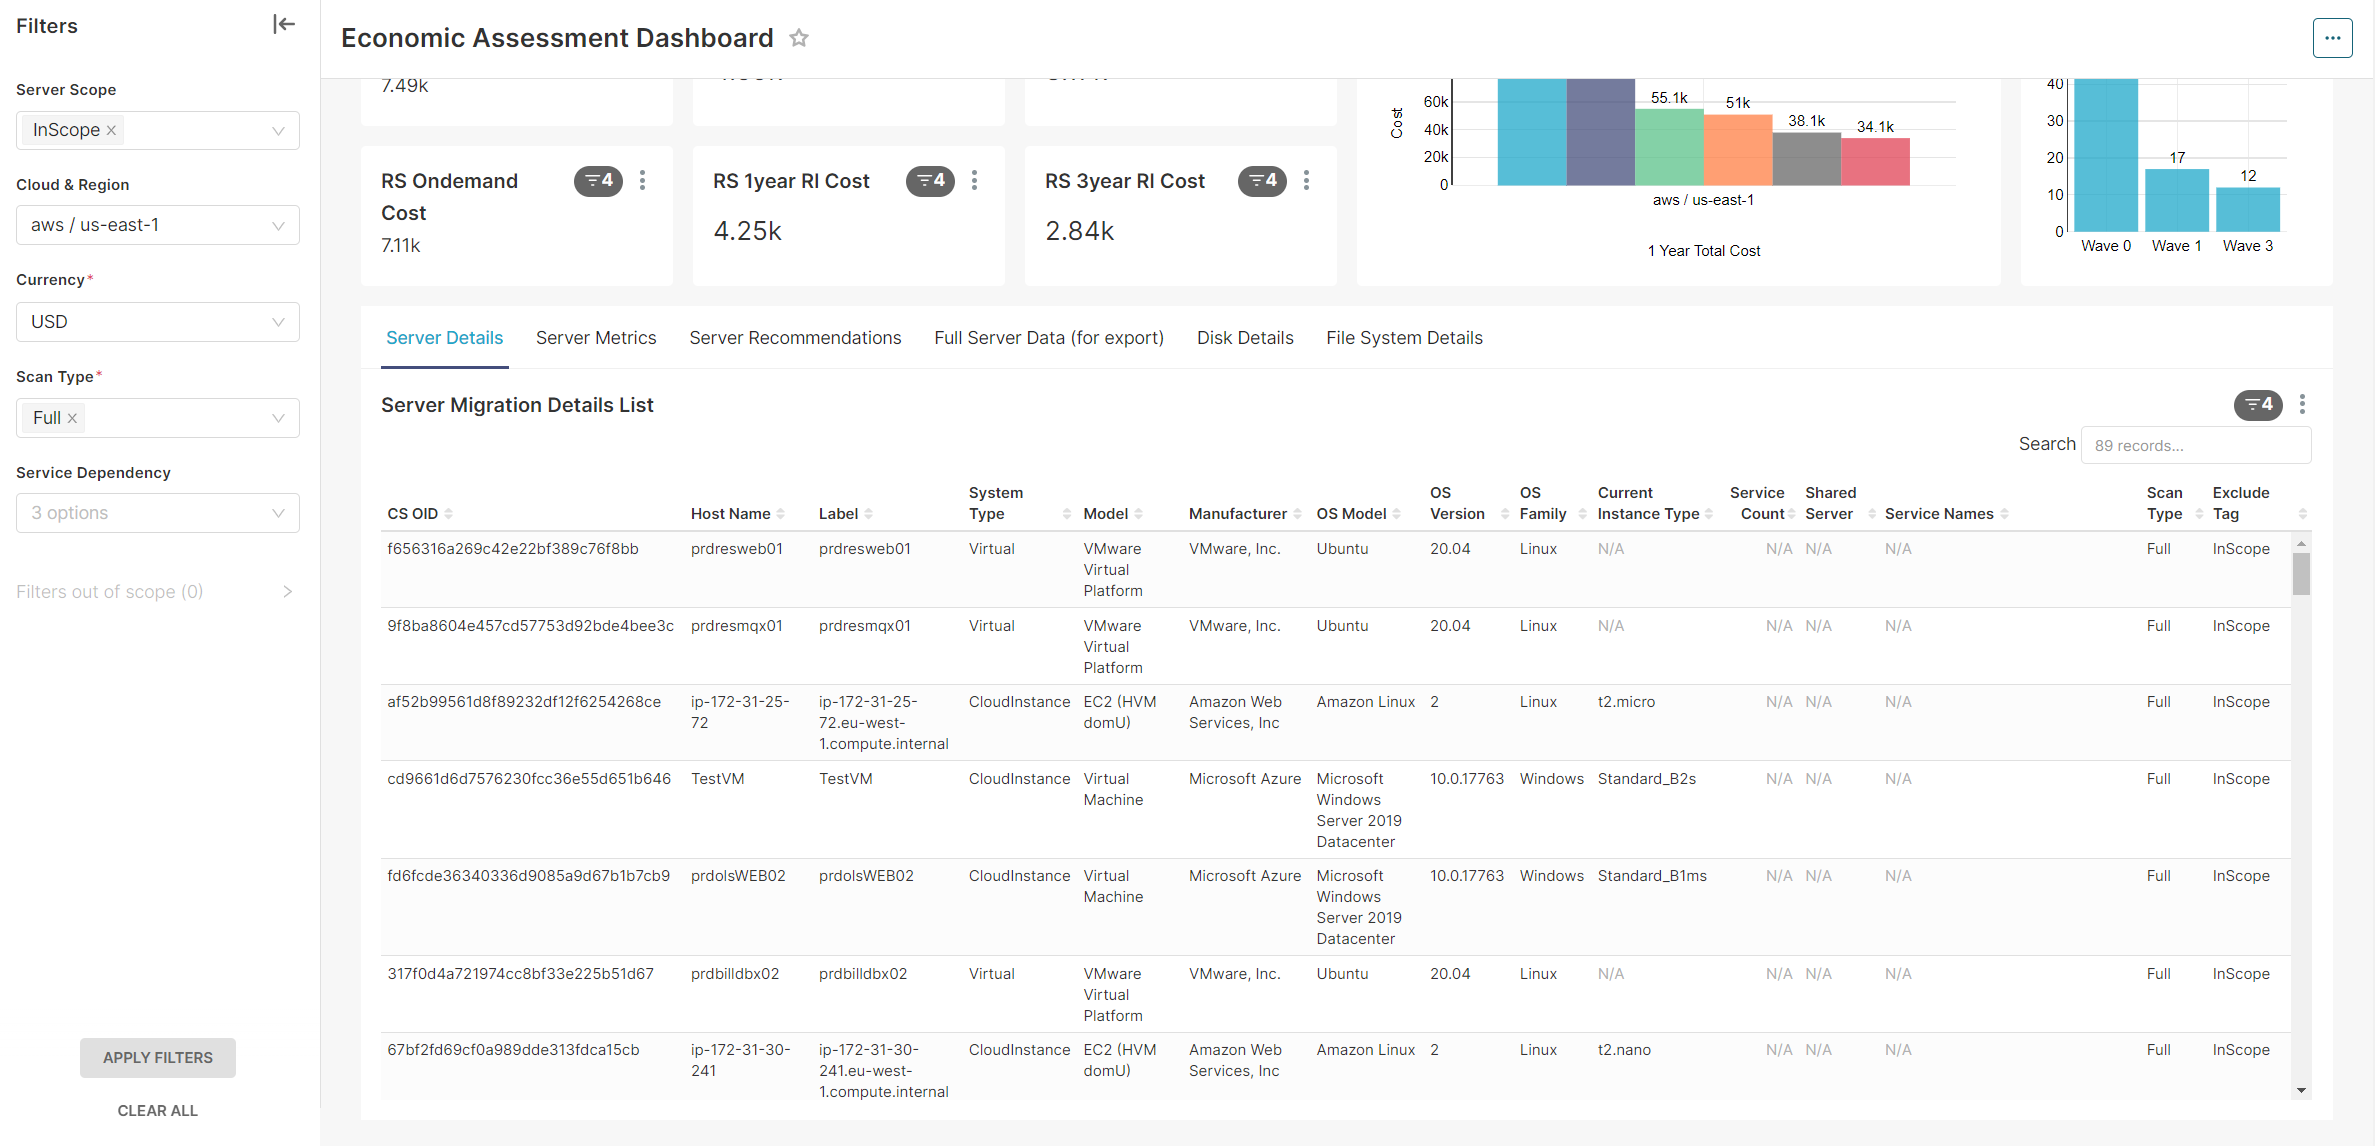 Filters
Server Scope
InScope
Cloud & Region
aws / us-east-1
Currency*
USD
Scan Type*
Full
Service Dependency
3 options
Filters out of scope (0)
APPLY FILTERS
CLEAR ALL
Economic Assessment Dashboard
7.49k
RS Ondemand
Cost
4
7.11k
RS 1year RI Cost
4
4.25k
RS 3year RI Cost
4
2.84k
Cost
60k
40k
20k
0
55.1k
51k
38.1k
34.1k
aws / us-east-1
1 Year Total Cost
40
30
20
10
0
17
12
Wave 0 Wave 1 Wave 3
Server Details Server Metrics Server Recommendations Full Server Data (for export) Disk Details File System Details
Server Migration Details List
4
Search 89 records...
CS OID Host Name Label System Type Model Manufacturer OS Model OS Version OS Family Current Instance Type Service Count Shared Server Service Names Scan Type Exclude Tag
f656316a269c42e22bf389c76f8bb prdresweb01 prdresweb01 Virtual VMware Virtual Platform VMware, Inc. Ubuntu 20.04 Linux N/A N/A N/A N/A Full InScope
9f8ba8604e457cd57753d92bde4bee3c prdresmqx01 prdresmqx01 Virtual VMware Virtual Platform VMware, Inc. Ubuntu 20.04 Linux N/A N/A N/A N/A Full InScope
af52b99561d8f89232df12f6254268ce ip-172-31-25-72 ip-172-31-25-72.eu-west-1.compute.internal CloudInstance EC2 (HVM domU) Amazon Web Services, Inc Amazon Linux 2 Linux t2.micro N/A N/A N/A Full InScope
cd9661d6d7576230fcc36e55d651b646 TestVM TestVM CloudInstance Virtual Machine Microsoft Azure Microsoft Windows Server 2019 Datacenter 10.0.17763 Windows Standard_B2s N/A N/A N/A Full InScope
fd6fcde36340336d9085a9d67b1b7cb9 prdolsWEB02 prdolsWEB02 CloudInstance Virtual Machine Microsoft Azure Microsoft Windows Server 2019 Datacenter 10.0.17763 Windows Standard_B1ms N/A N/A N/A Full InScope
317f0d4a721974cc8bf33e225b51d67 prdbilldbx02 prdbilldbx02 Virtual VMware Virtual Platform VMware, Inc. Ubuntu 20.04 Linux N/A N/A N/A N/A Full InScope
67bf2fd69cf0a989dde313fdca15cb ip-172-31-30-241 ip-172-31-30-241.eu-west-1.compute.internal CloudInstance EC2 (HVM domU) Amazon Web Services, Inc Amazon Linux 2 Linux t2.nano N/A N/A N/A Full InScope